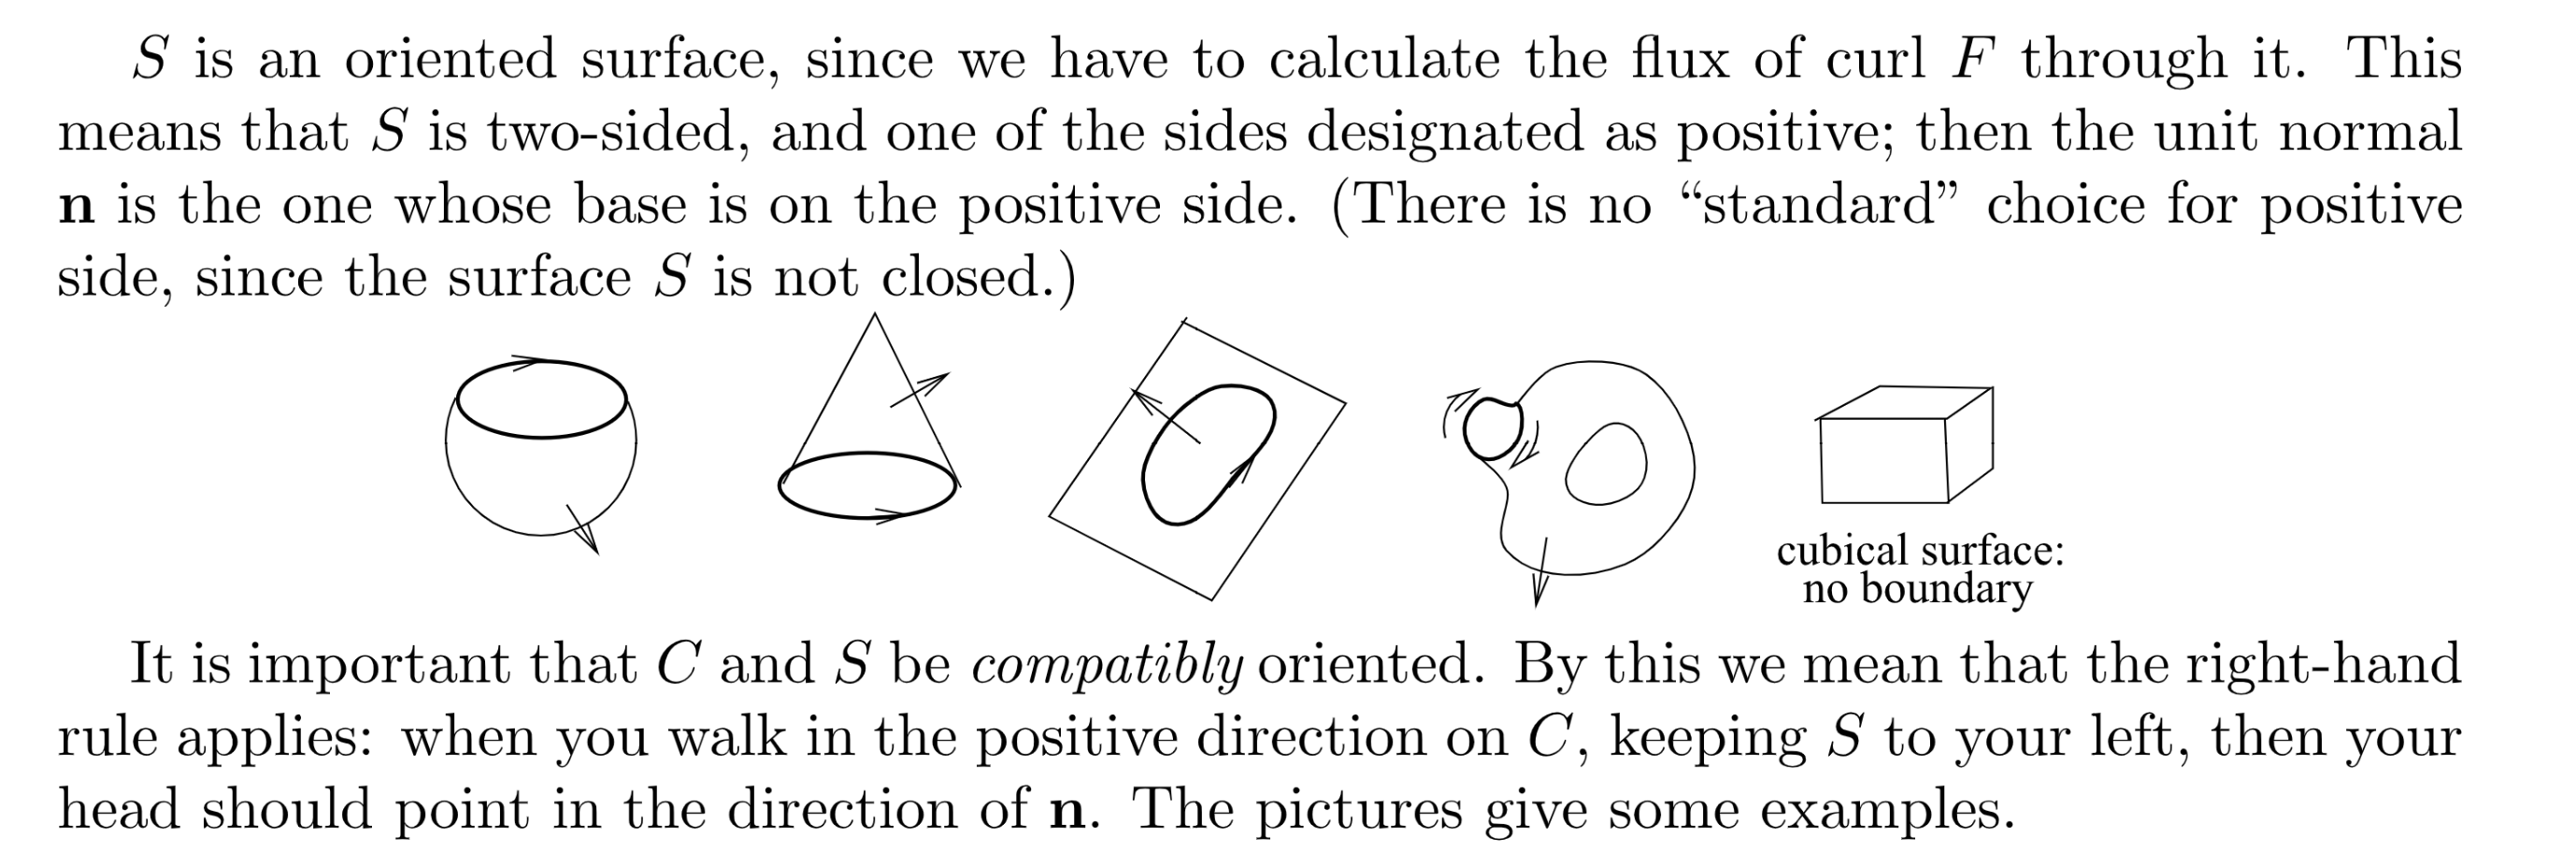 S is an oriented surface, since we have to calculate the flux of curl F through it. This
means that S is two-sided, and one of the sides designated as positive; then the unit normal
n is the one whose base is on the positive side. (There is no “standard” choice for positive
side, since the surface S is not closed.)
cubical surface:
no boundary
It is important that C and S be compatibly oriented. By this we mean that the right-hand
rule applies: when you walk in the positive direction on C, keeping S to your left, then your
head should point in the direction of n. The pictures give some examples.